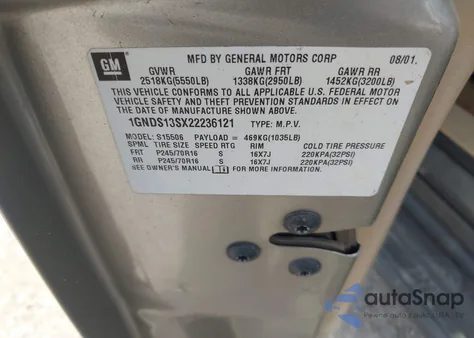 GM
MFD BY GENERAL MOTORS CORP 08/01
GVWR GAWR FRT GAWR RR
2518KG(5550LB) 1338KG(2950LB) 1452KG(3200LB)
THIS VEHICLE CONFORMS TO ALL APPLICABLE U.S. FEDERAL MOTOR
VEHICLE SAFETY AND THEFT PREVENTION STANDARDS IN EFFECT ON
THE DATE OF MANUFACTURE SHOWN ABOVE.
1GNDS13SX22236121 TYPE: M.P.V.
MODEL: S15506 PAYLOAD = 469KG(1035LB)
SPML TIRE SIZE SPEED RTG RIM COLD TIRE PRESSURE
FRT P245/70R16 S 16X7J 220KPA(32PSI)
RR P245/70R16 S 16X7J 220KPA(32PSI)
SEE OWNER'S MANUAL FOR MORE INFORMATION.
autoSnap